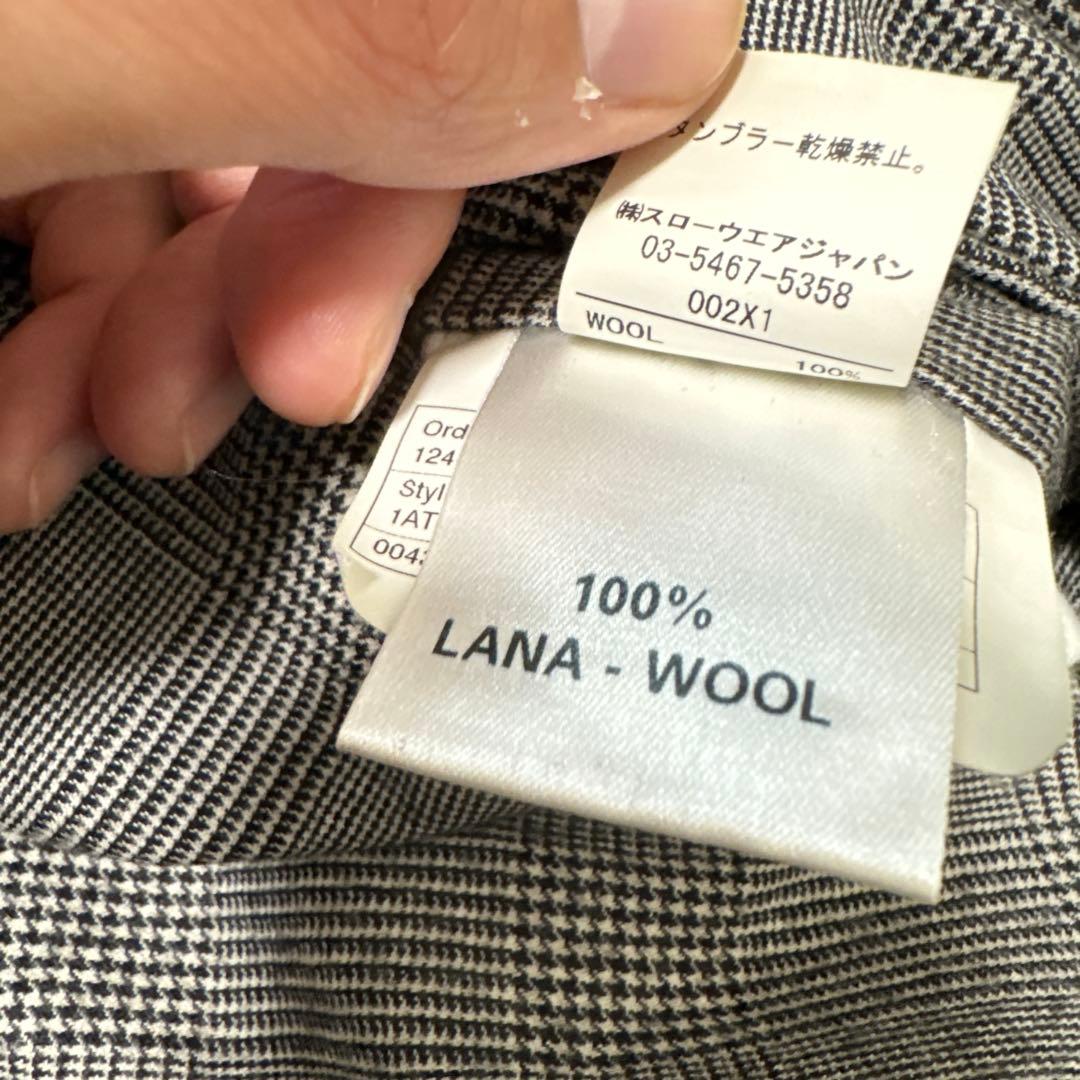 タンブラー乾燥禁止。
㈱スローウエアジャパン
03-5467-5358
002X1
WOOL
100%
Ord
124
Styl
1AT
004
100%
LANA - WOOL